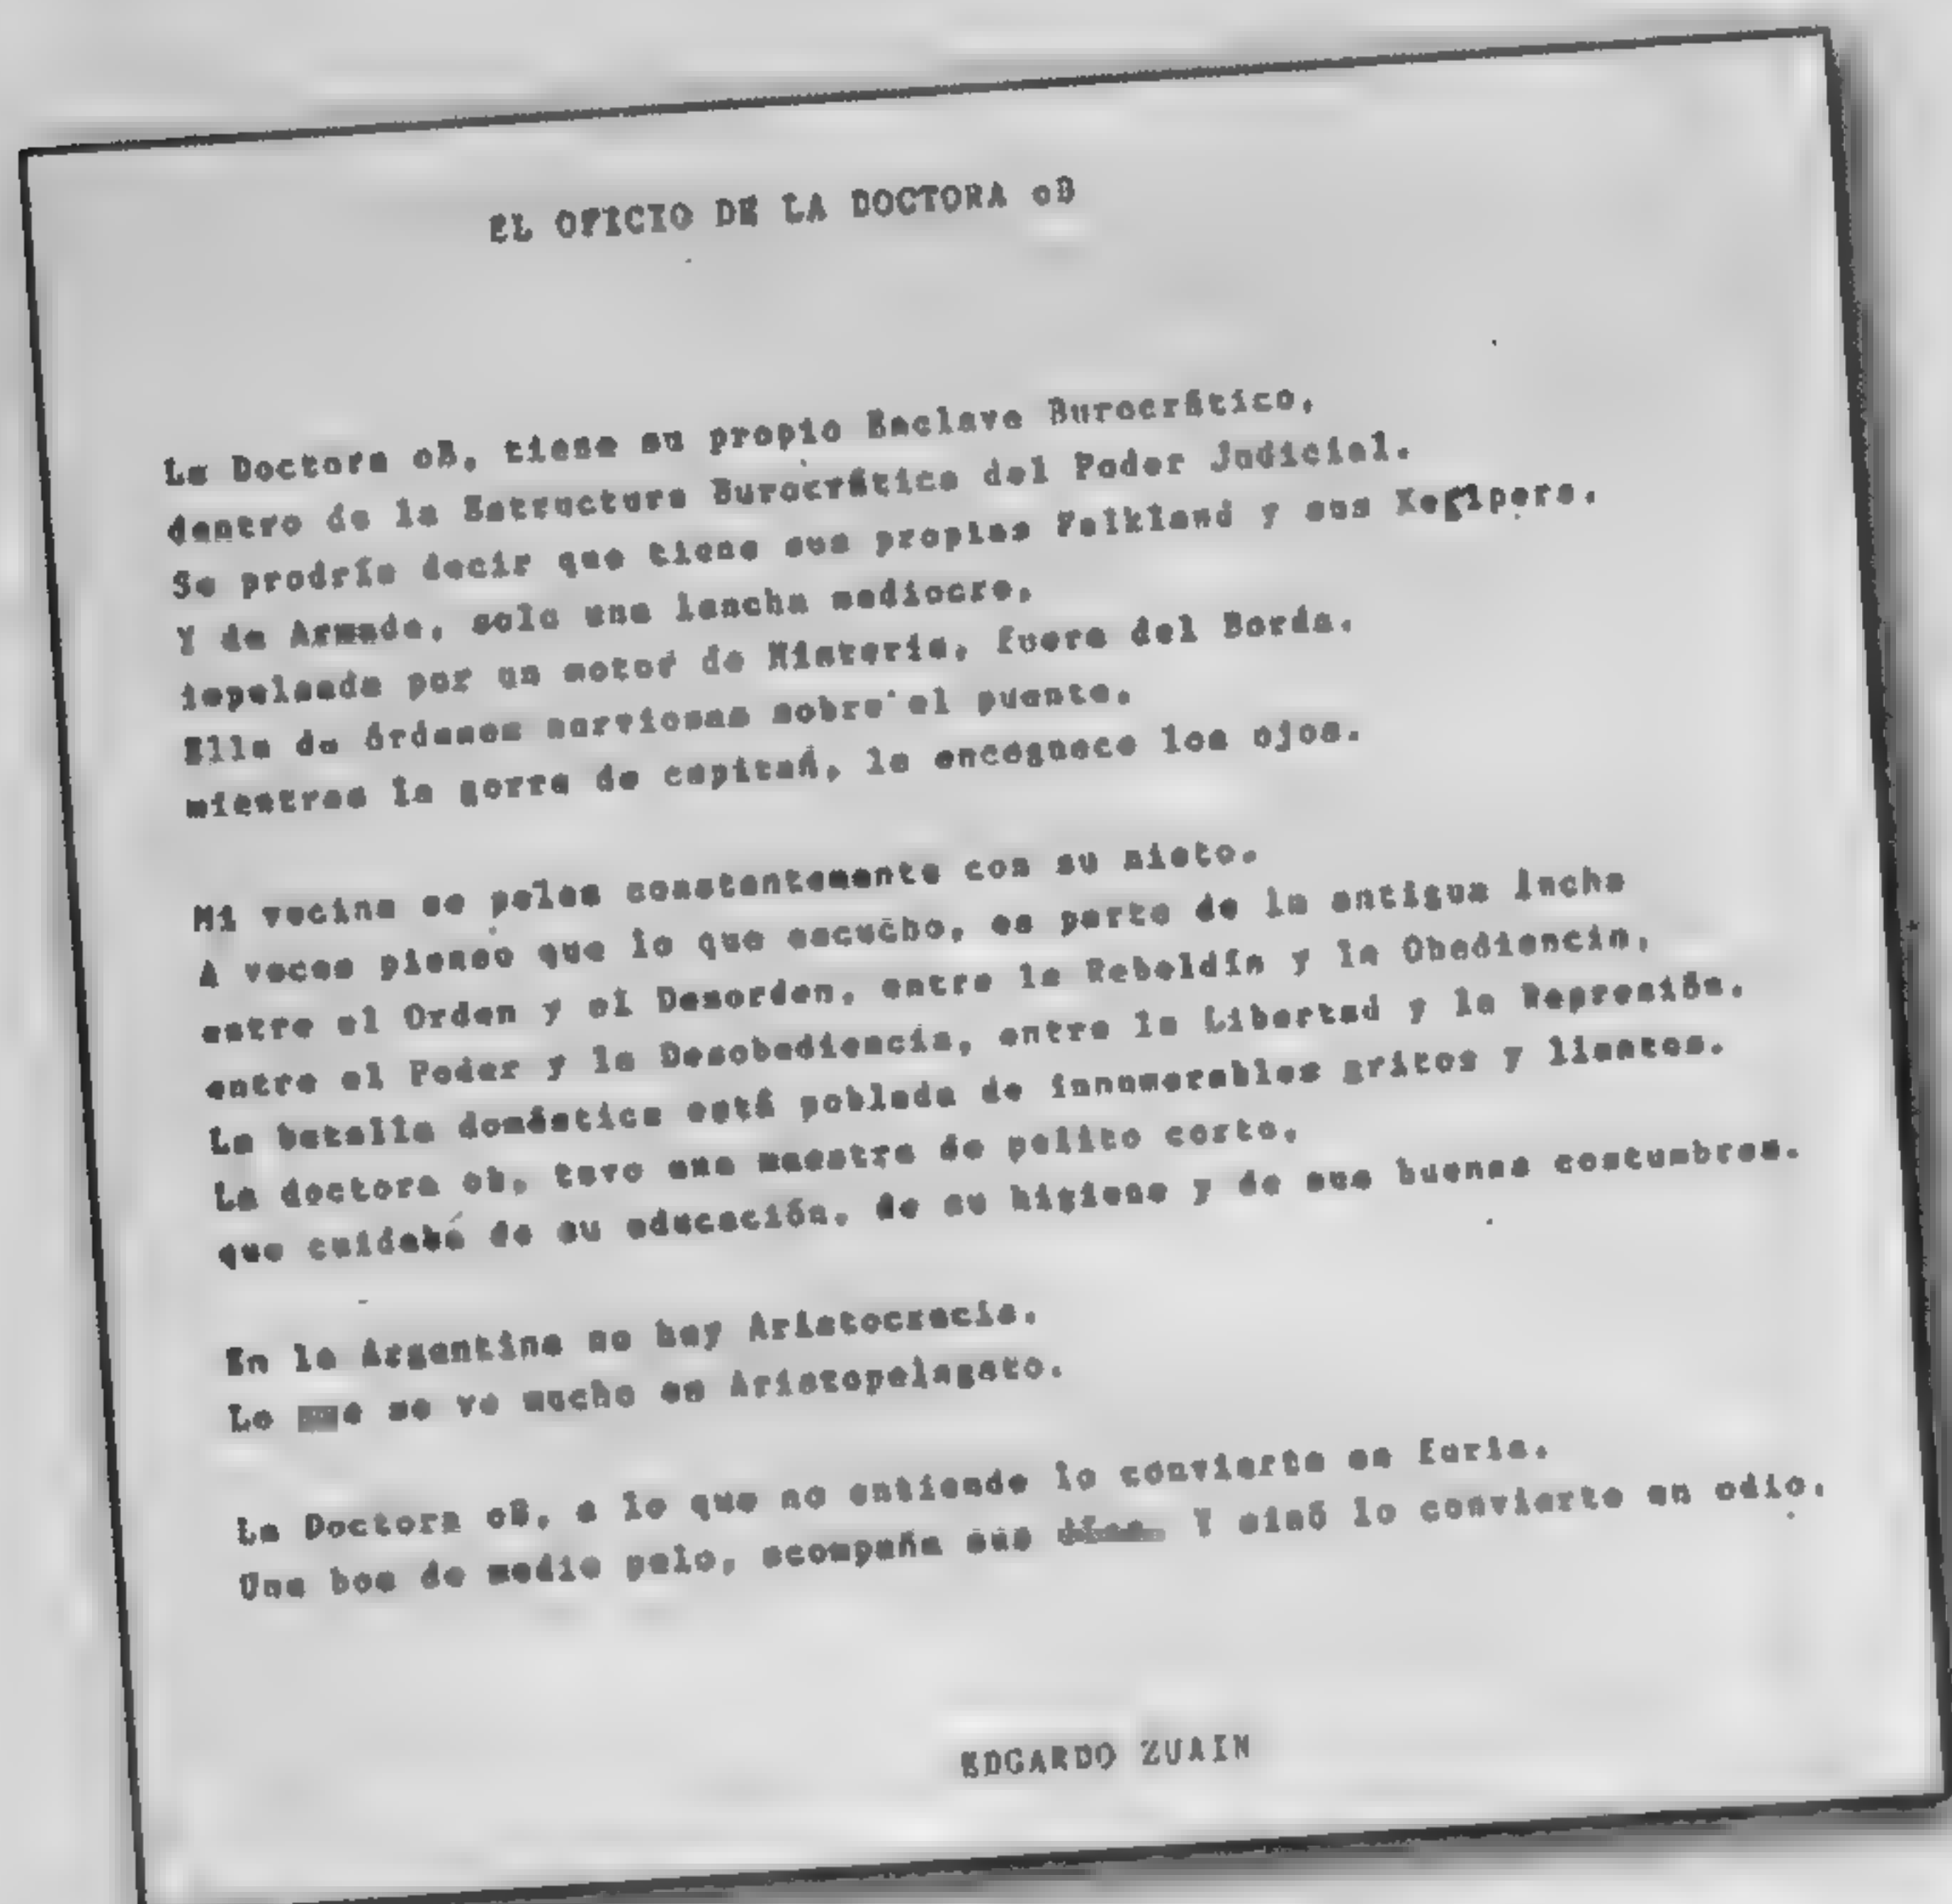 EL OFICIO DE LA DOCTORA oB
La Doctora oB, tiene su propio Enclave Burocrático,
dentro de la Estructura Burocrática del Poder Judicial.
Se prodría decir que tiene sus propias Falkland y sus Kelpers.
Y de Armada, solo una lancha mediocre,
impulsada por un motor de Histeria, fuera del Borda.
Ella da órdenes nerviosas sobre el puente,
mientras la gorra de capitan, le enceguece los ojos.
Mi vecina se pelea constantemente con su nieto.
A veces pienso que lo que escucho, es parte de la antigua lucha
entre el Orden y el Desorden, entre la Rebeldía y la Obediencia,
entre el Poder y la Desobediencia, entre la Libertad y la Represión.
La batalla doméstica está poblada de innumerables gritos y llantos.
La doctora ob, tuvo una maestra de pelito corto,
que cuidaba de su educación, de su higiene y de sus buenas costumbres.
En la Argentina no hay Aristocracia.
Lo que se ve mucho es Aristopelagato.
La Doctora oB, a lo que no entiende lo convierte en furia.
Una boa de medio pelo, acompaña sus días. Y sinó lo convierte en odio.
EDGARDO ZUAIN